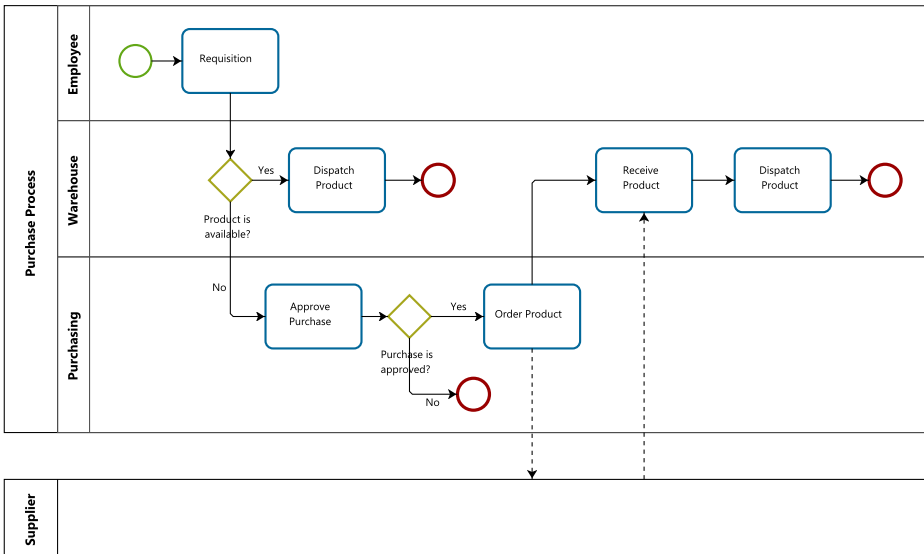 Purchase Process
Employee
Requisition
Warehouse
Product is
available?
Yes
Dispatch
Product
Receive
Product
Dispatch
Product
Purchasing
No
Approve
Purchase
Purchase is
approved?
Yes
Order Product
No
Supplier